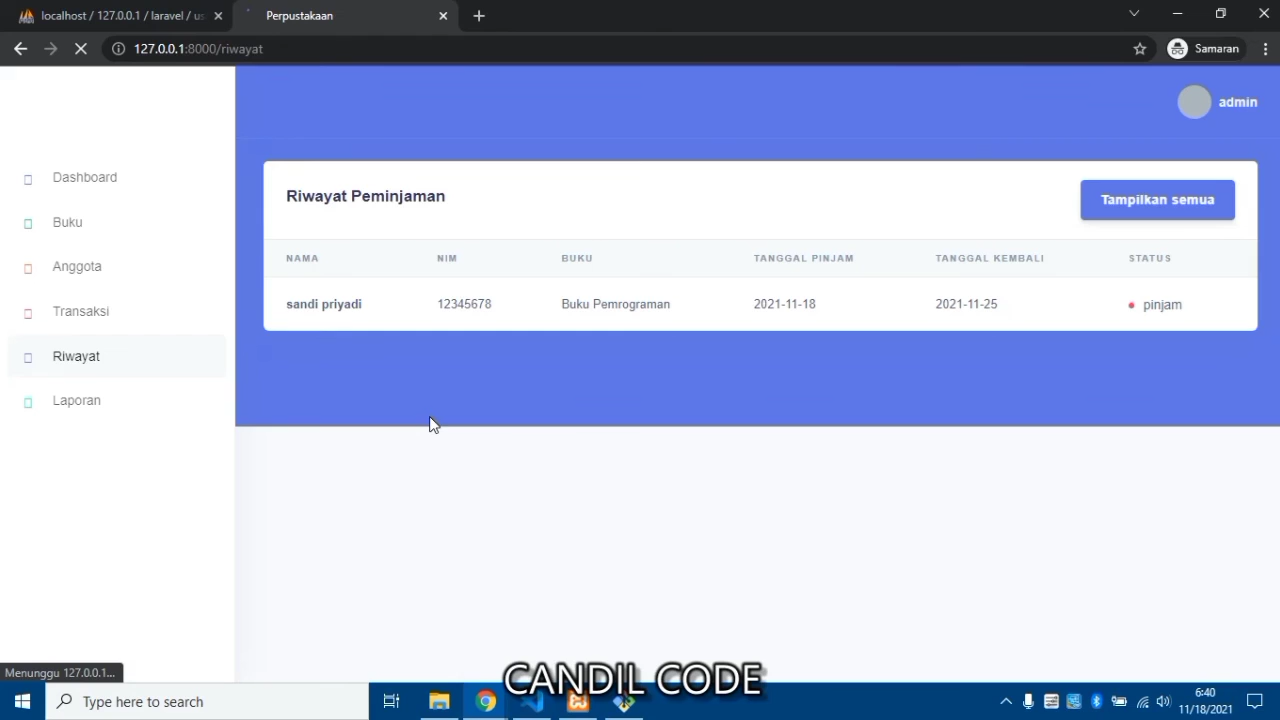 localhost / 127.0.0.1 / laravel / us
Perpustakaan
127.0.0.1:8000/riwayat
Samaran
admin
Dashboard
Buku
Anggota
Transaksi
Riwayat
Laporan
Riwayat Peminjaman
Tampilkan semua
NAMA NIM BUKU TANGGAL PINJAM TANGGAL KEMBALI STATUS
sandi priyadi 12345678 Buku Pemrograman 2021-11-18 2021-11-25 pinjam
Menunggu 127.0.0.1...
CANDIL CODE
Type here to search
6:40
11/18/2021